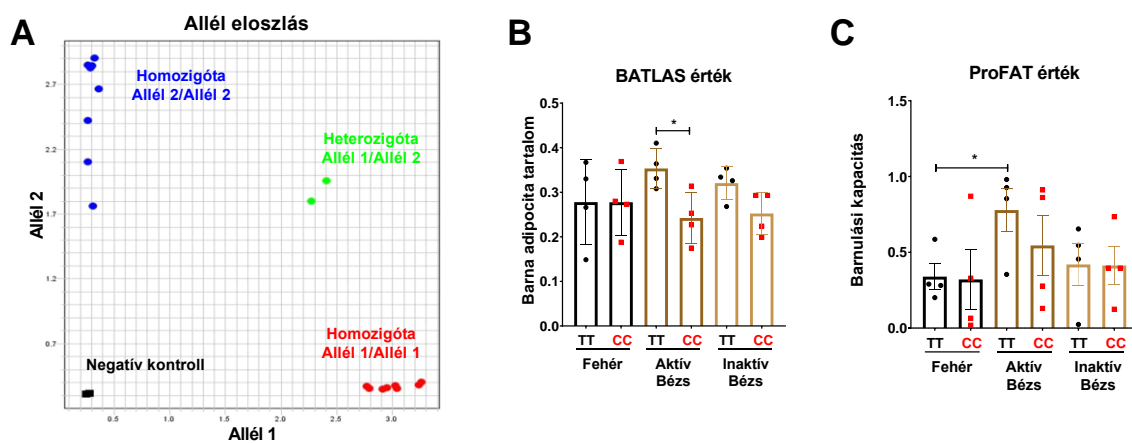 A
Allél eloszlás
Homozigóta
Allél 2/Allél 2
Heterozigóta
Allél 1/Allél 2
Homozigóta
Allél 1/Allél 1
Negatív kontroll
Allél 2
2.7
2.2
1.7
1.2
0.7
0.5
1.0
1.5
2.0
2.5
3.0
Allél 1
B
BATLAS érték
Barna adipocita tartalom
0.5
0.4
0.3
0.2
0.1
0.0
*
TT CC TT CC TT CC
Fehér
Aktív
Bézs
Inaktív
Bézs
C
ProFAT érték
Barnulási kapacitás
1.5
1.0
0.5
0.0
*
TT CC TT CC TT CC
Fehér
Aktív
Bézs
Inaktív
Bézs